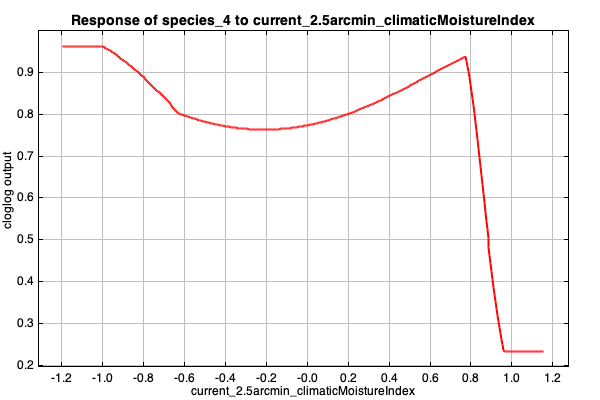 Response of species_4 to current_2.5arcmin_climaticMoistureIndex
cloglog output
0.9
0.8
0.7
0.6
0.5
0.4
0.3
0.2
-1.2 -1.0 -0.8 -0.6 -0.4 -0.2 -0.0 0.2 0.4 0.6 0.8 1.0 1.2
current_2.5arcmin_climaticMoistureIndex